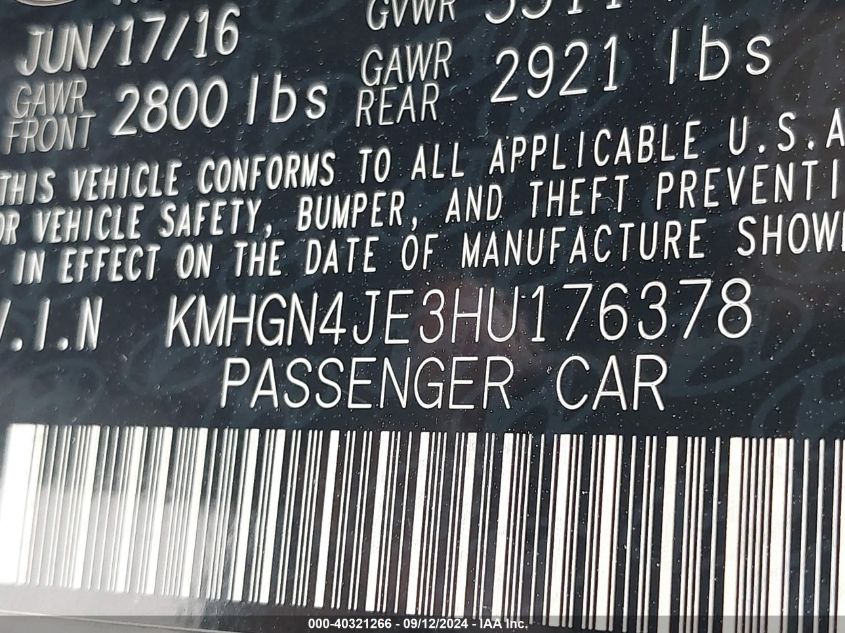 JUN/17/16 GVWR
GAWR FRONT 2800 lbs GAWR REAR 2921 lbs
THIS VEHICLE CONFORMS TO ALL APPLICABLE U.S.A
OR VEHICLE SAFETY, BUMPER, AND THEFT PREVENTI
IN EFFECT ON THE DATE OF MANUFACTURE SHOWN
V.I.N KMHGN4JE3HU176378
PASSENGER CAR
000-40321266 - 09/12/2024 - IAA Inc.